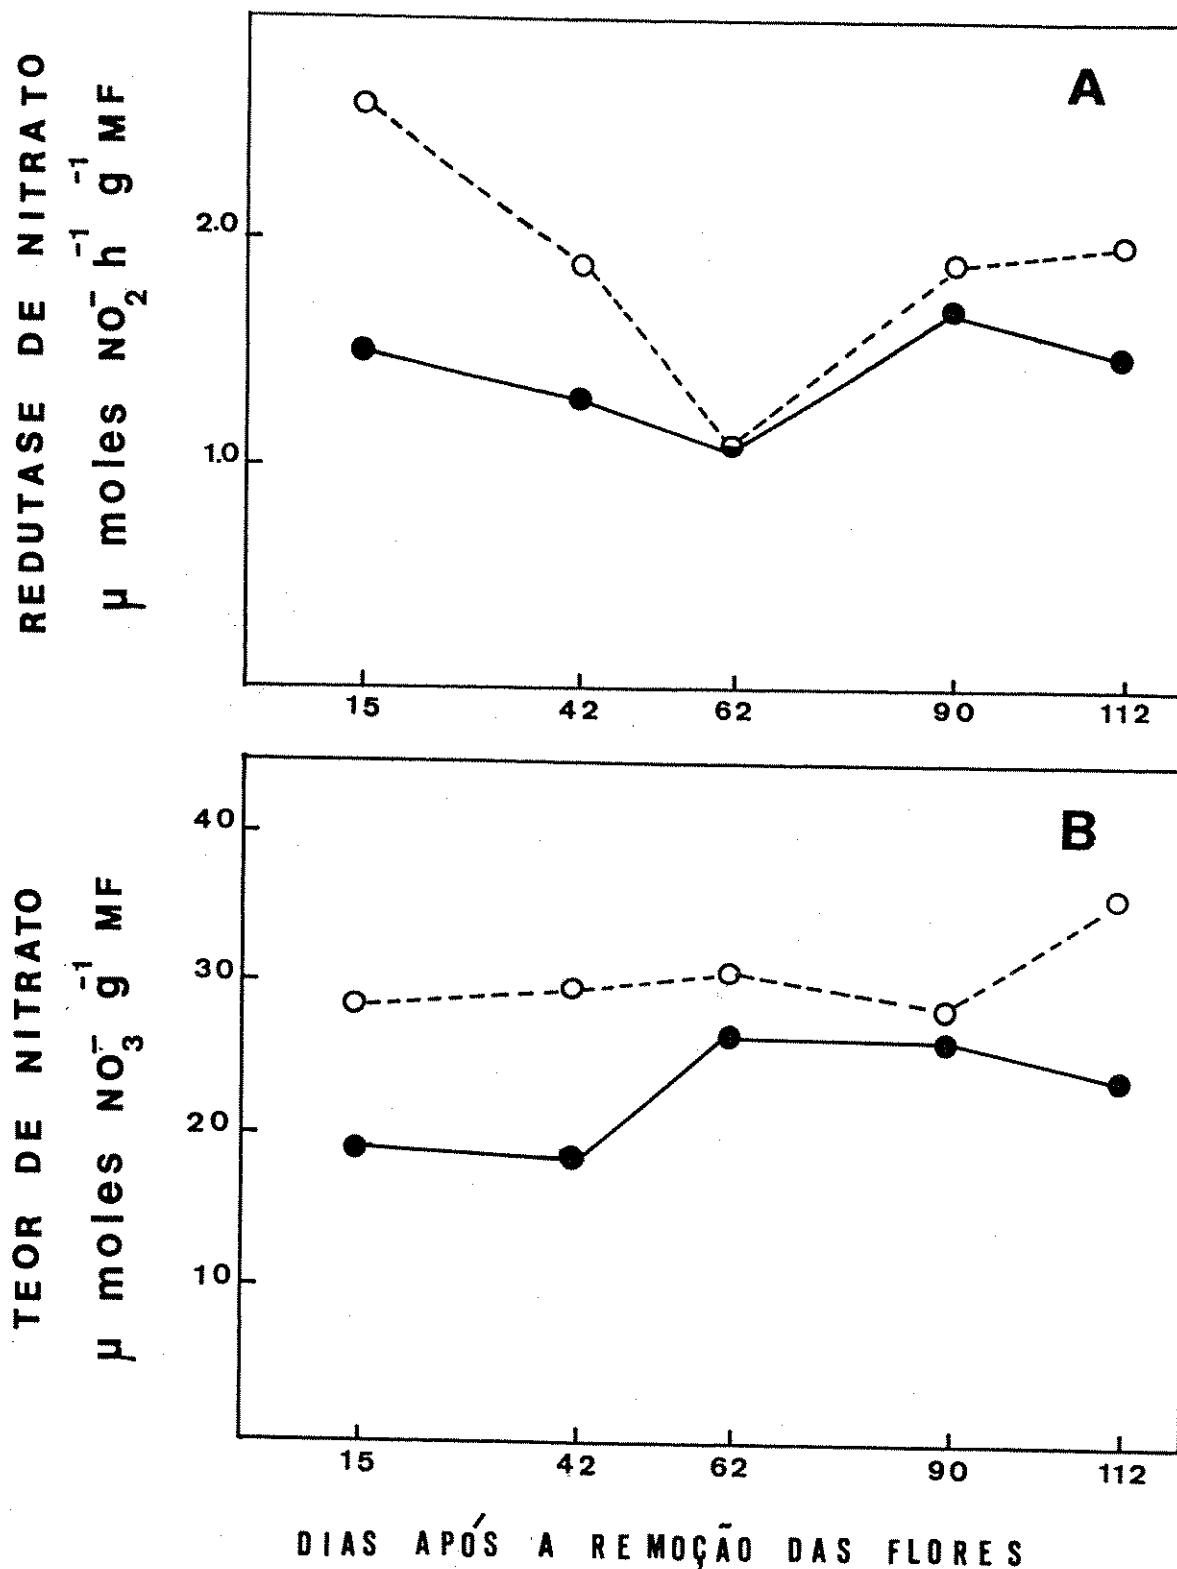 A
REDUTASE DE NITRATO
μ moles NO₂⁻ h⁻¹ g⁻¹ MF
2.0
1.0
15 42 62 90 112
B
TEOR DE NITRATO
μ moles NO₃⁻ g⁻¹ MF
40
30
20
10
15 42 62 90 112
DIAS APÓS A REMOÇÃO DAS FLORES